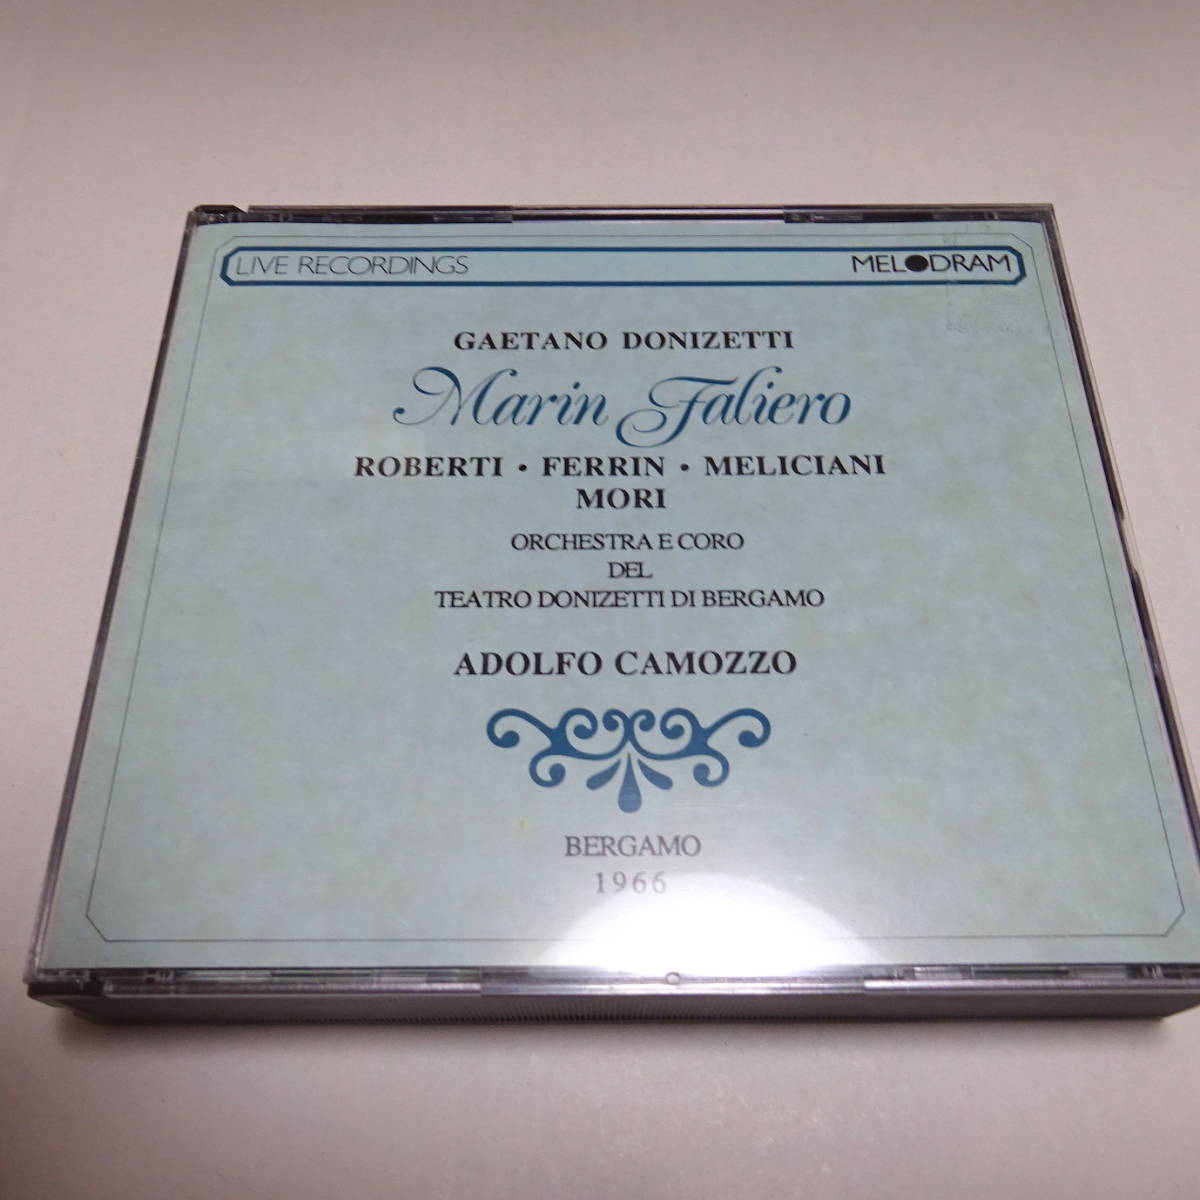 LIVE RECORDINGS MELODRAM
GAETANO DONIZETTI
Marin Faliero
ROBERTI • FERRIN • MELICIANI
MORI
ORCHESTRA E CORO
DEL
TEATRO DONIZETTI DI BERGAMO
ADOLFO CAMOZZO
BERGAMO
1966